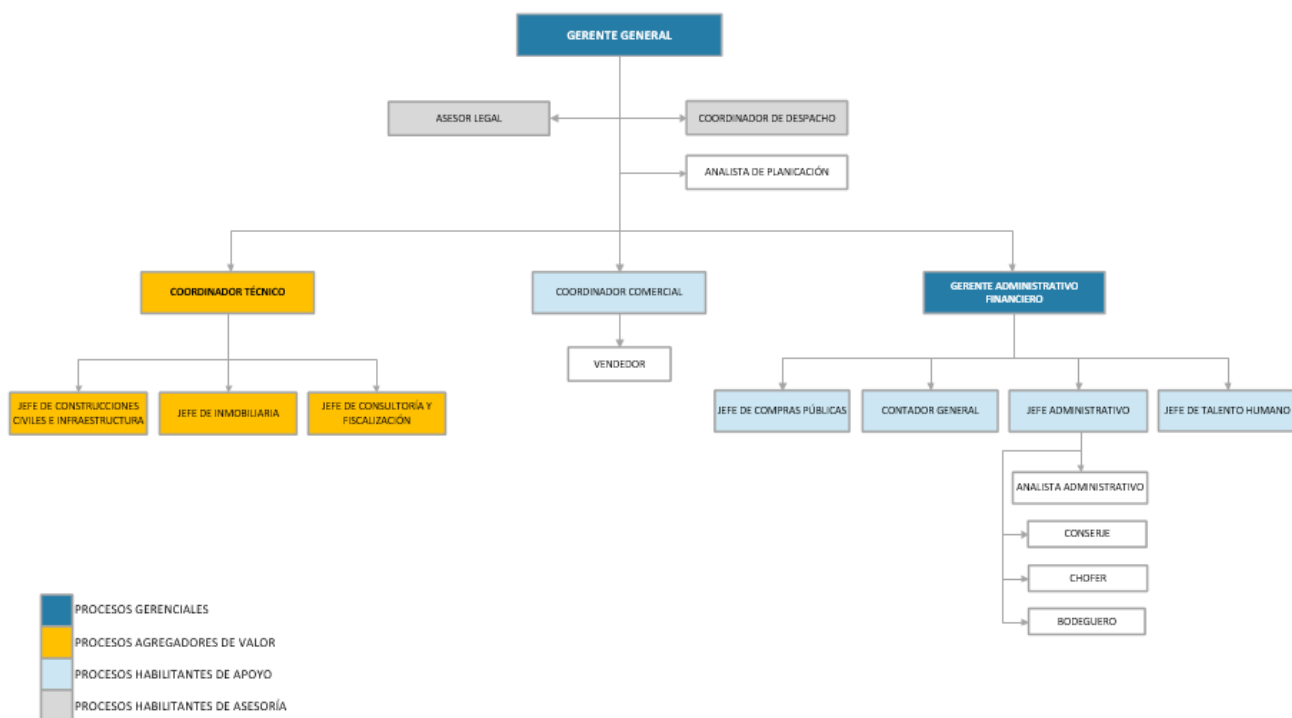 GERENTE GENERAL
ASESOR LEGAL
COORDINADOR DE DESPACHO
ANALISTA DE PLANICACIÓN
COORDINADOR TÉCNICO
COORDINADOR COMERCIAL
GERENTE ADMINISTRATIVO
FINANCIERO
VENDEDOR
JEFE DE CONSTRUCCIONES
CIVILES E INFRAESTRUCTURA
JEFE DE INMOBILIARIA
JEFE DE CONSULTORÍA Y
FISCALIZACIÓN
JEFE DE COMPRAS PÚBLICAS
CONTADOR GENERAL
JEFE ADMINISTRATIVO
JEFE DE TALENTO HUMANO
ANALISTA ADMINISTRATIVO
CONSERJE
CHOFER
BODEGUERO
PROCESOS GERENCIALES
PROCESOS AGREGADORES DE VALOR
PROCESOS HABILITANTES DE APOYO
PROCESOS HABILITANTES DE ASESORÍA